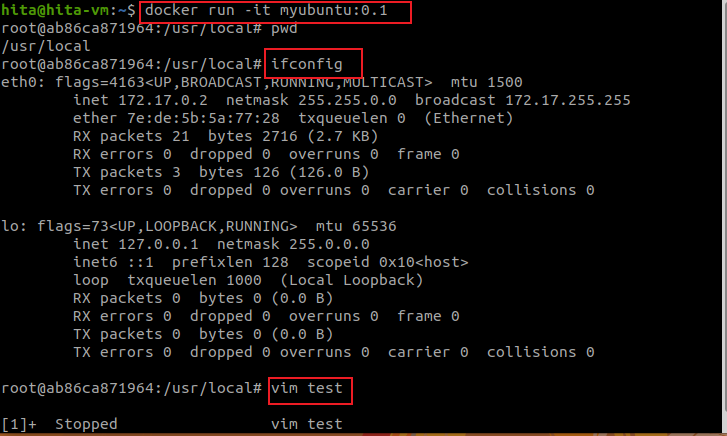 hita@hita-vm:~$ docker run -it myubuntu:0.1
root@ab86ca871964:/usr/local# pwd
/usr/local
root@ab86ca871964:/usr/local# ifconfig
eth0: flags=4163<UP,BROADCAST,RUNNING,MULTICAST>  mtu 1500
        inet 172.17.0.2  netmask 255.255.0.0  broadcast 172.17.255.255
        ether 7e:de:5b:5a:77:28  txqueuelen 0  (Ethernet)
        RX packets 21  bytes 2716 (2.7 KB)
        RX errors 0  dropped 0  overruns 0  frame 0
        TX packets 3  bytes 126 (126.0 B)
        TX errors 0  dropped 0 overruns 0  carrier 0  collisions 0

lo: flags=73<UP,LOOPBACK,RUNNING>  mtu 65536
        inet 127.0.0.1  netmask 255.0.0.0
        inet6 ::1  prefixlen 128  scopeid 0x10<host>
        loop  txqueuelen 1000  (Local Loopback)
        RX packets 0  bytes 0 (0.0 B)
        RX errors 0  dropped 0  overruns 0  frame 0
        TX packets 0  bytes 0 (0.0 B)
        TX errors 0  dropped 0 overruns 0  carrier 0  collisions 0

root@ab86ca871964:/usr/local# vim test

[1]+  Stopped                 vim test